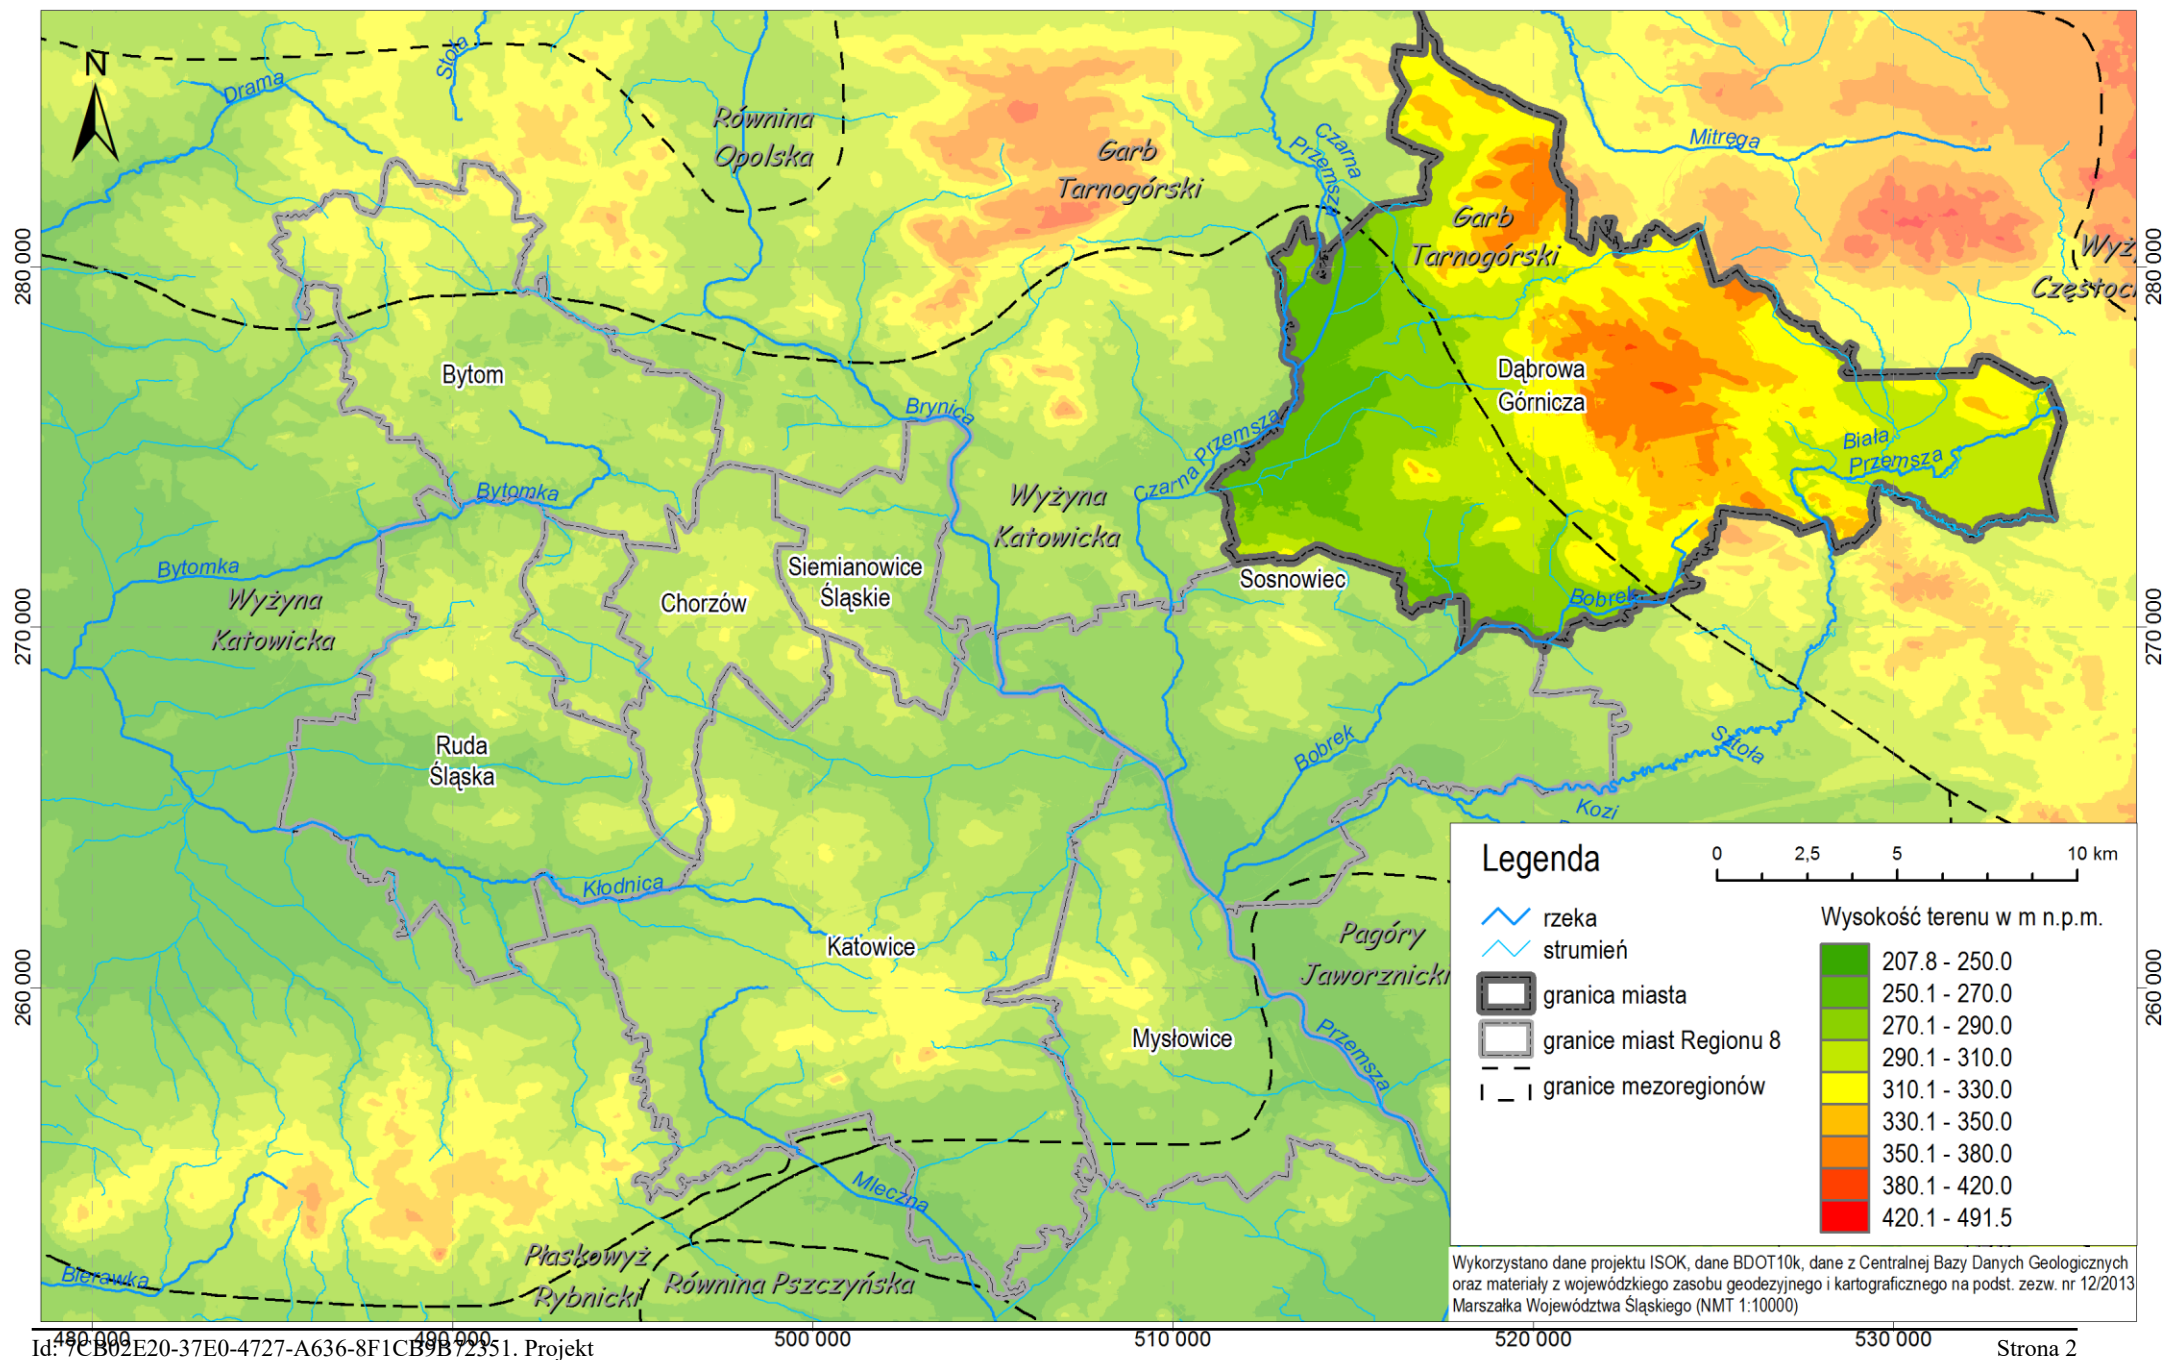 N
Drama
Stoła
Równina
Opolska
Garb
Tarnogórski
Czarna
Przemsza
Mitręga
Garb
Tarnogórski
Wyż
Częstoc
280 000
280 000
Bytom
Brynica
Dąbrowa
Górnicza
Czarna Przemsza
Biała
Przemsza
Bytomka
Wyżyna
Katowicka
Bytomka
Wyżyna
Katowicka
Siemianowice
Śląskie
Chorzów
Sosnowiec
Bobrek
270 000
270 000
Ruda
Śląska
Bobrek
Sztoła
Kozi
Kłodnica
Katowice
Pagóry
Jaworznicki
260 000
260 000
Mysłowice
Przemsza
Mleczna
Płaskowyż
Rybnicki
Równina Pszczyńska
Bierawka
Legenda
0 2,5 5 10 km
rzeka
strumień
granica miasta
granice miast Regionu 8
granice mezoregionów
Wysokość terenu w m n.p.m.
207.8 - 250.0
250.1 - 270.0
270.1 - 290.0
290.1 - 310.0
310.1 - 330.0
330.1 - 350.0
350.1 - 380.0
380.1 - 420.0
420.1 - 491.5
Wykorzystano dane projektu ISOK, dane BDOT10k, dane z Centralnej Bazy Danych Geologicznych
oraz materiały z wojewódzkiego zasobu geodezyjnego i kartograficznego na podst. zezw. nr 12/2013
Marszałka Województwa Śląskiego (NMT 1:10000)
480 000 490 000 500 000 510 000 520 000 530 000
Id: 7CB02E20-37E0-4727-A636-8F1CB9B72351. Projekt
Strona 2